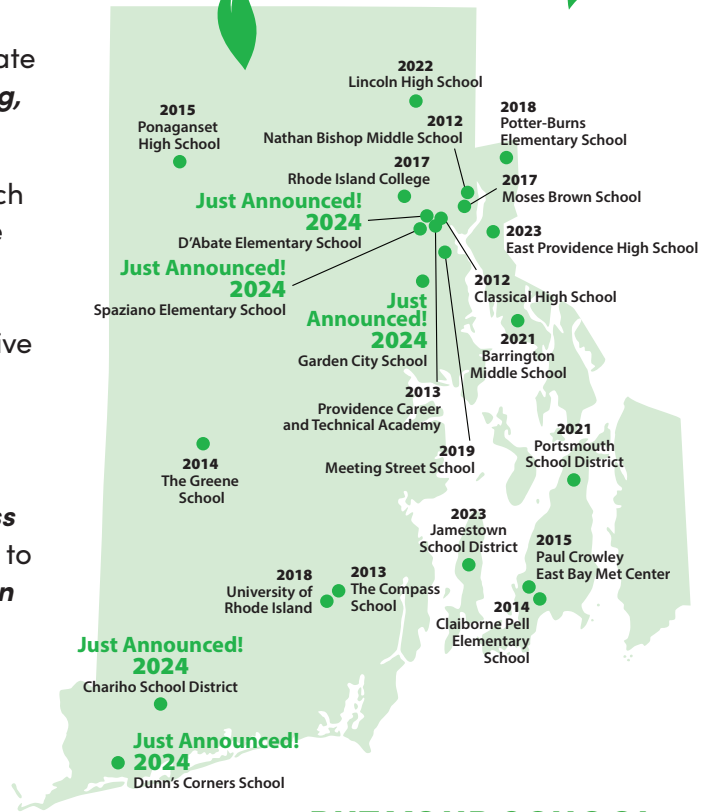 ate
g,
ch
e
ive
ss
to
n
2022
Lincoln High School
2012
Nathan Bishop Middle School
2018
Potter-Burns
Elementary School
2015
Ponaganset
High School
2017
Rhode Island College
2017
Moses Brown School
Just Announced!
2024
D'Abate Elementary School
2023
East Providence High School
Just Announced!
2024
Spaziano Elementary School
2012
Classical High School
Just
Announced!
2024
Garden City School
2021
Barrington
Middle School
2013
Providence Career
and Technical Academy
2019
Meeting Street School
2021
Portsmouth
School District
2014
The Greene
School
2023
Jamestown
School District
2015
Paul Crowley
East Bay Met Center
2018
University of
Rhode Island
2013
The Compass
School
2014
Claiborne Pell
Elementary
School
Just Announced!
2024
Chariho School District
Just Announced!
2024
Dunn's Corners School